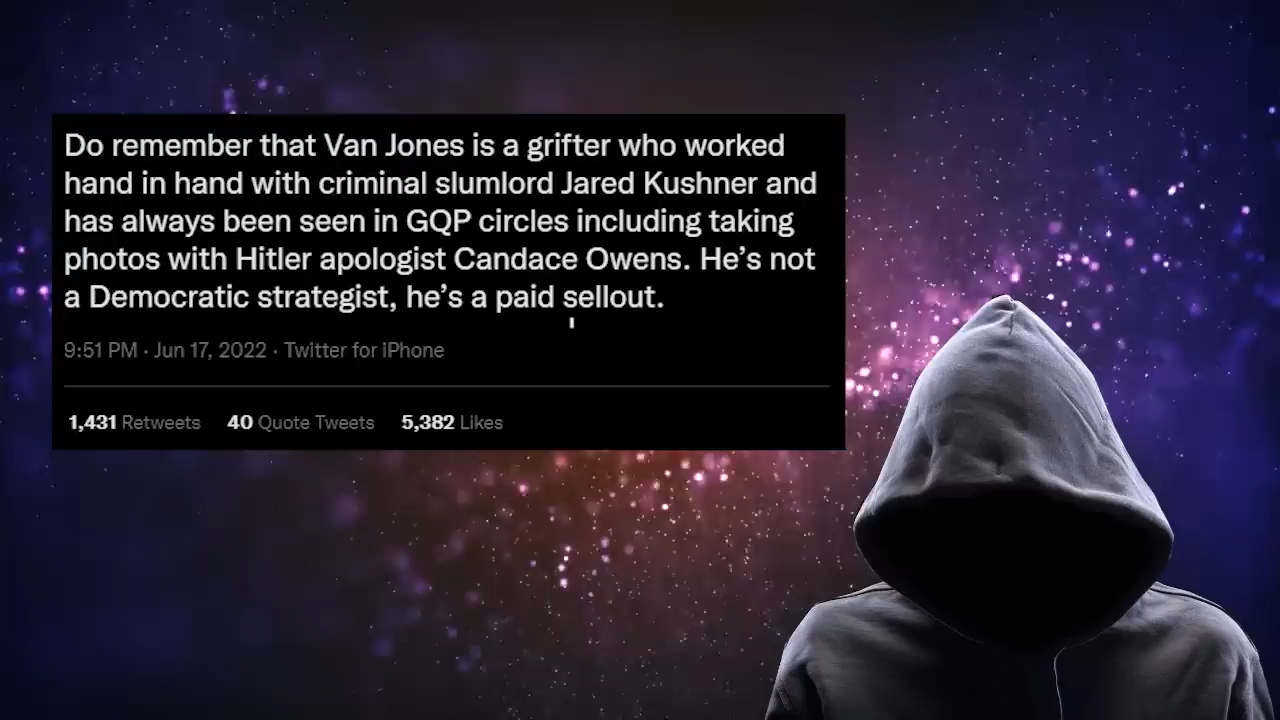 Do remember that Van Jones is a grifter who worked
hand in hand with criminal slumlord Jared Kushner and
has always been seen in GQP circles including taking
photos with Hitler apologist Candace Owens. He’s not
a Democratic strategist, he’s a paid sellout.
9:51 PM · Jun 17, 2022 · Twitter for iPhone
1,431 Retweets 40 Quote Tweets 5,382 Likes